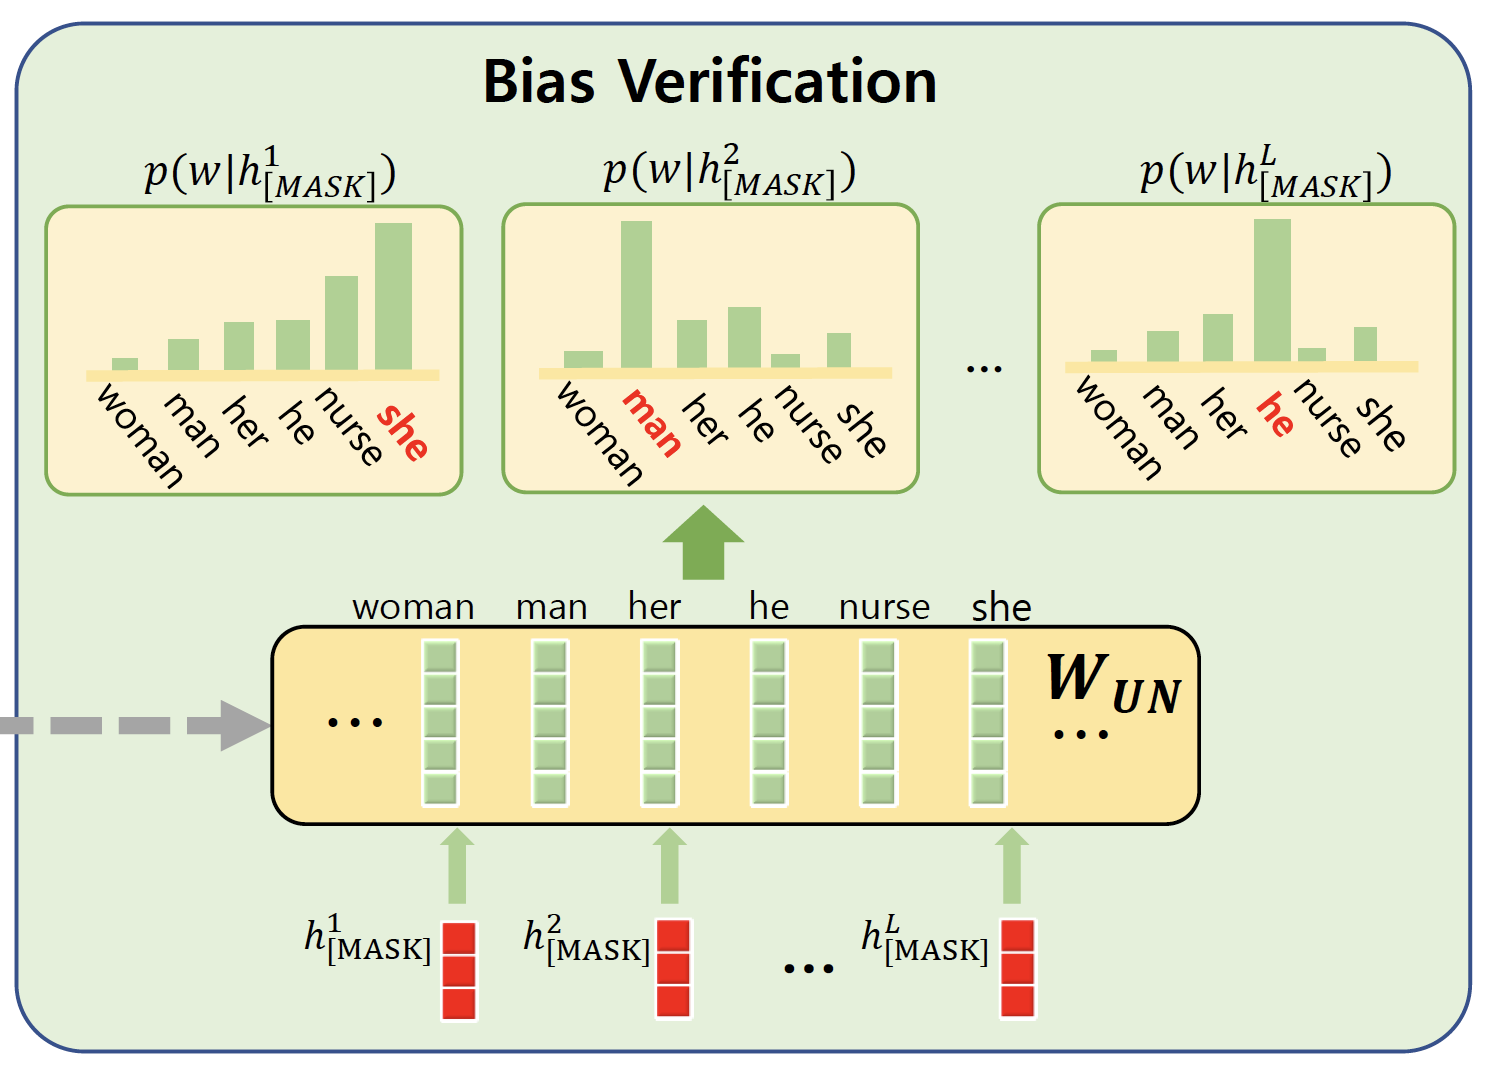 Bias Verification
p(w|h^1_[MASK])
p(w|h^2_[MASK])
p(w|h^L_[MASK])
woman man her he nurse she
woman man her he nurse she
...
woman man her he nurse she
woman man her he nurse she
... W_UN ...
h^1_[MASK]
h^2_[MASK]
...
h^L_[MASK]